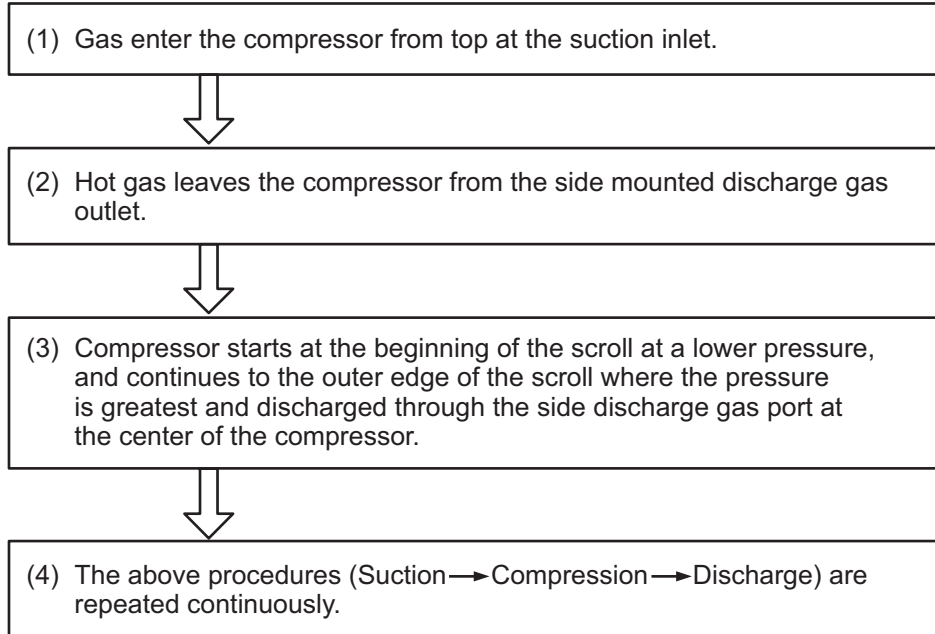 (1) Gas enter the compressor from top at the suction inlet.
(2) Hot gas leaves the compressor from the side mounted discharge gas
outlet.
(3) Compressor starts at the beginning of the scroll at a lower pressure,
and continues to the outer edge of the scroll where the pressure
is greatest and discharged through the side discharge gas port at
the center of the compressor.
(4) The above procedures (Suction→Compression→Discharge) are
repeated continuously.